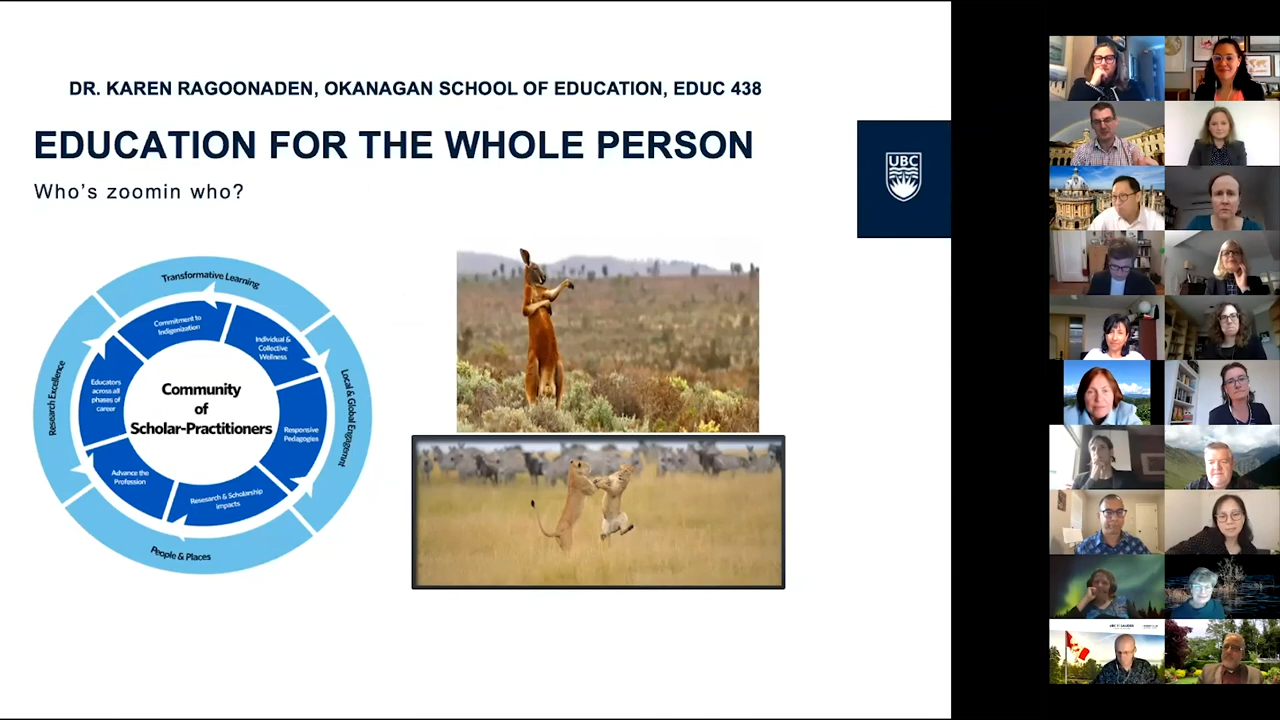 DR. KAREN RAGOONADEN, OKANAGAN SCHOOL OF EDUCATION, EDUC 438
EDUCATION FOR THE WHOLE PERSON
Who's zoomin who?
UBC
Transformative Learning
Commitment to
Indigenization
Individual &
Collective
Wellness
Local & Global Engagemnt
Responsive
Pedagogies
Research & Scholarship
impacts
People & Places
Advance the
Profession
Educators
across all
phases of
career
Research Excellence
Community
of
Scholar-Practitioners